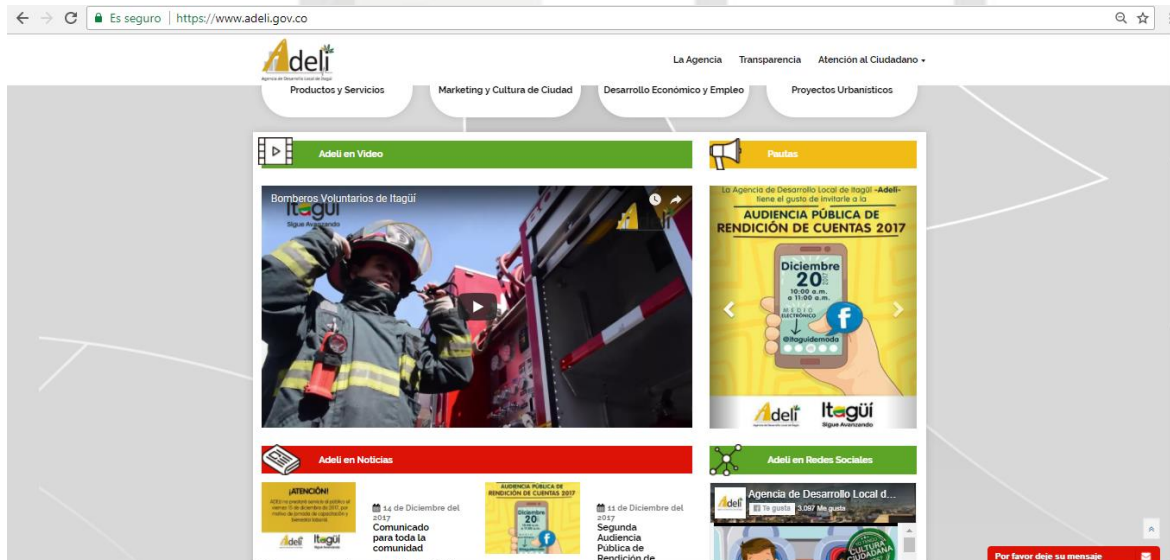 Es seguro | https://www.adeli.gov.co
Adeli
Agencia de Desarrollo Local de Itagüí
La Agencia Transparencia Atención al Ciudadano
Productos y Servicios Marketing y Cultura de Ciudad Desarrollo Económico y Empleo Proyectos Urbanísticos
Adeli en Video
Bomberos Voluntarios de Itagüí
Itagüí
Sigue Avanzando
Pautas
La Agencia de Desarrollo Local de Itagüí -Adeli-
tiene el gusto de invitarle a la
AUDIENCIA PÚBLICA DE
RENDICIÓN DE CUENTAS 2017
Diciembre
20
10:00 a.m.
a 11:00 a.m.
MEDIO
ELECTRÓNICO
f
@itaguidemoda
Adeli Itagüí
Sigue Avanzando
Adeli en Noticias
¡ATENCIÓN!
Adeli Itagüí
14 de Diciembre del
2017
Comunicado
para toda la
comunidad
AUDIENCIA PÚBLICA DE
RENDICIÓN DE CUENTAS 2017
Diciembre
20
11 de Diciembre del
2017
Segunda
Audiencia
Pública de
Rendición de
Adeli en Redes Sociales
Adeli
Agencia de Desarrollo Local d...
Te gusta 3.097 Me gusta
CULTURA
CIUDADANA
Por favor deje su mensaje